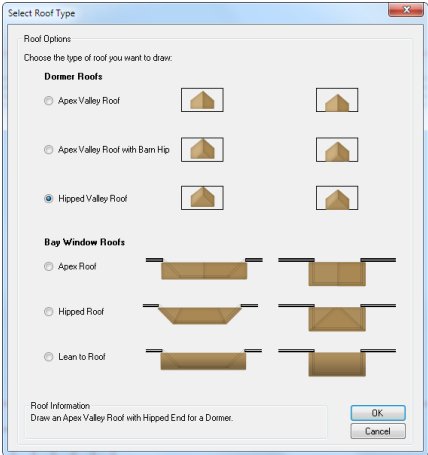 Select Roof Type
Roof Options
Choose the type of roof you want to draw:
Dormer Roofs
Apex Valley Roof
Apex Valley Roof with Barn Hip
Hipped Valley Roof
Bay Window Roofs
Apex Roof
Hipped Roof
Lean to Roof
Roof Information
Draw an Apex Valley Roof with Hipped End for a Dormer.
OK
Cancel